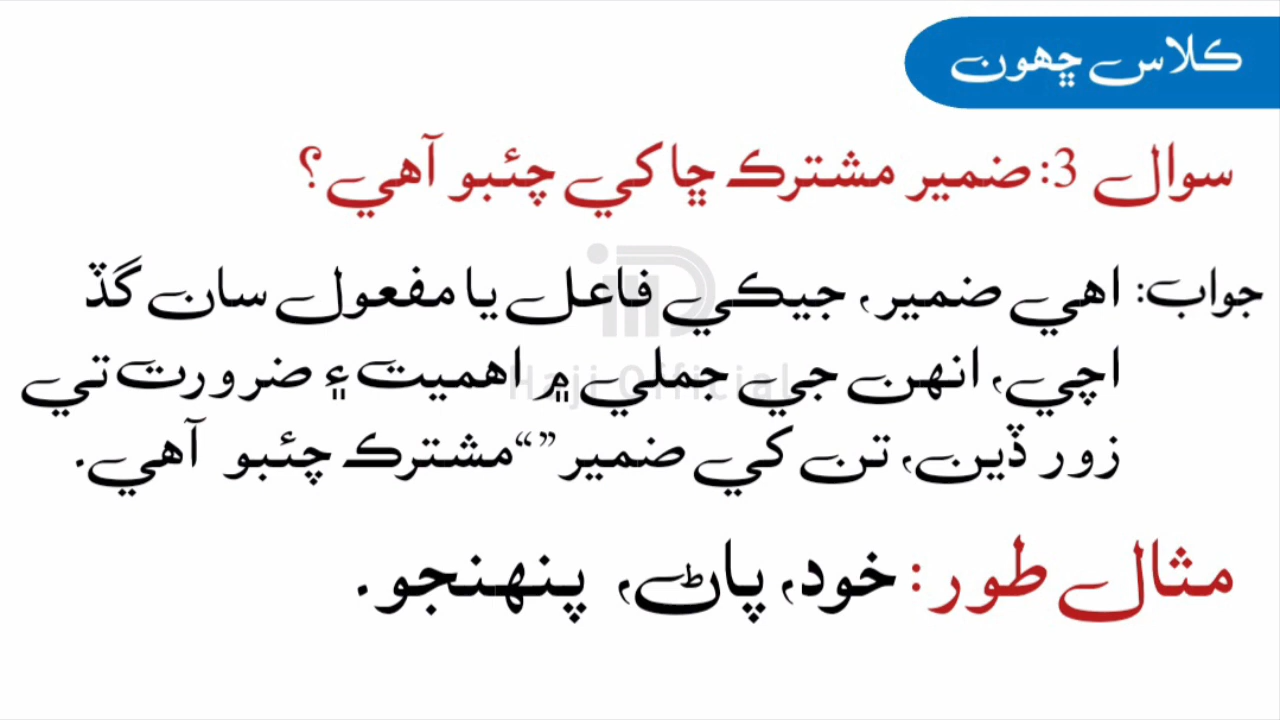 ڪلاس ڇهون
سوال 3: ضمير مشترڪ ڇا کي چئبو آهي؟
جواب: اهي ضمير، جيڪي فاعل يا مفعول سان گڏ
اچي، انهن جي جملي ۾ اهميت ۽ ضرورت تي
زور ڏين، تن کي ضمير ”“مشترڪ چئبو آهي.
Haji Official
مثال طور: خود، پاڻ، پنهنجو.